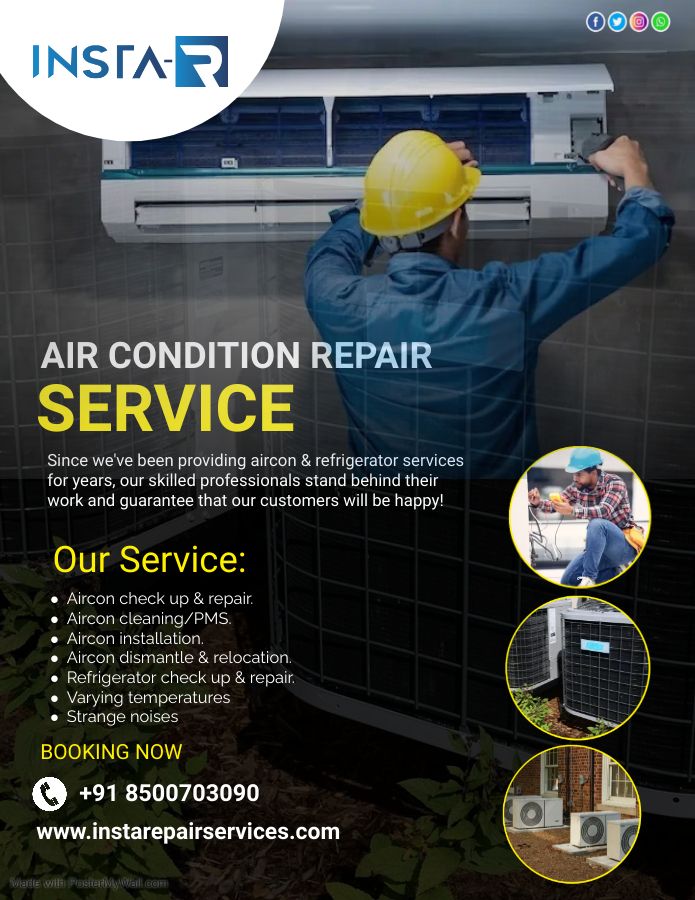 INSTA-R
AIR CONDITION REPAIR
SERVICE
Since we've been providing aircon & refrigerator services
for years, our skilled professionals stand behind their
work and guarantee that our customers will be happy!
Our Service:
● Aircon check up & repair.
● Aircon cleaning/PMS.
● Aircon installation.
● Aircon dismantle & relocation.
● Refrigerator check up & repair.
● Varying temperatures
● Strange noises
BOOKING NOW
+91 8500703090
www.instarepairservices.com
Made with PosterMyWall.com